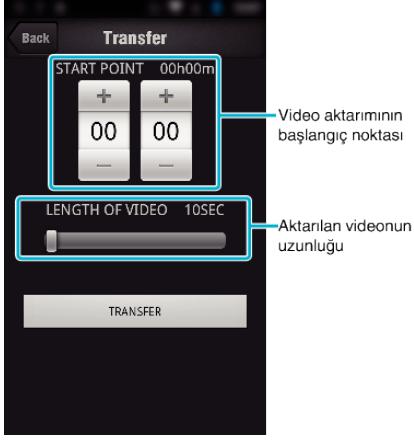 Back
Transfer
START POINT 00h00m
+ +
00 00
— —
Video aktarımının
başlangıç noktası
LENGTH OF VIDEO 10SEC
Aktarılan videonun
uzunluğu
TRANSFER